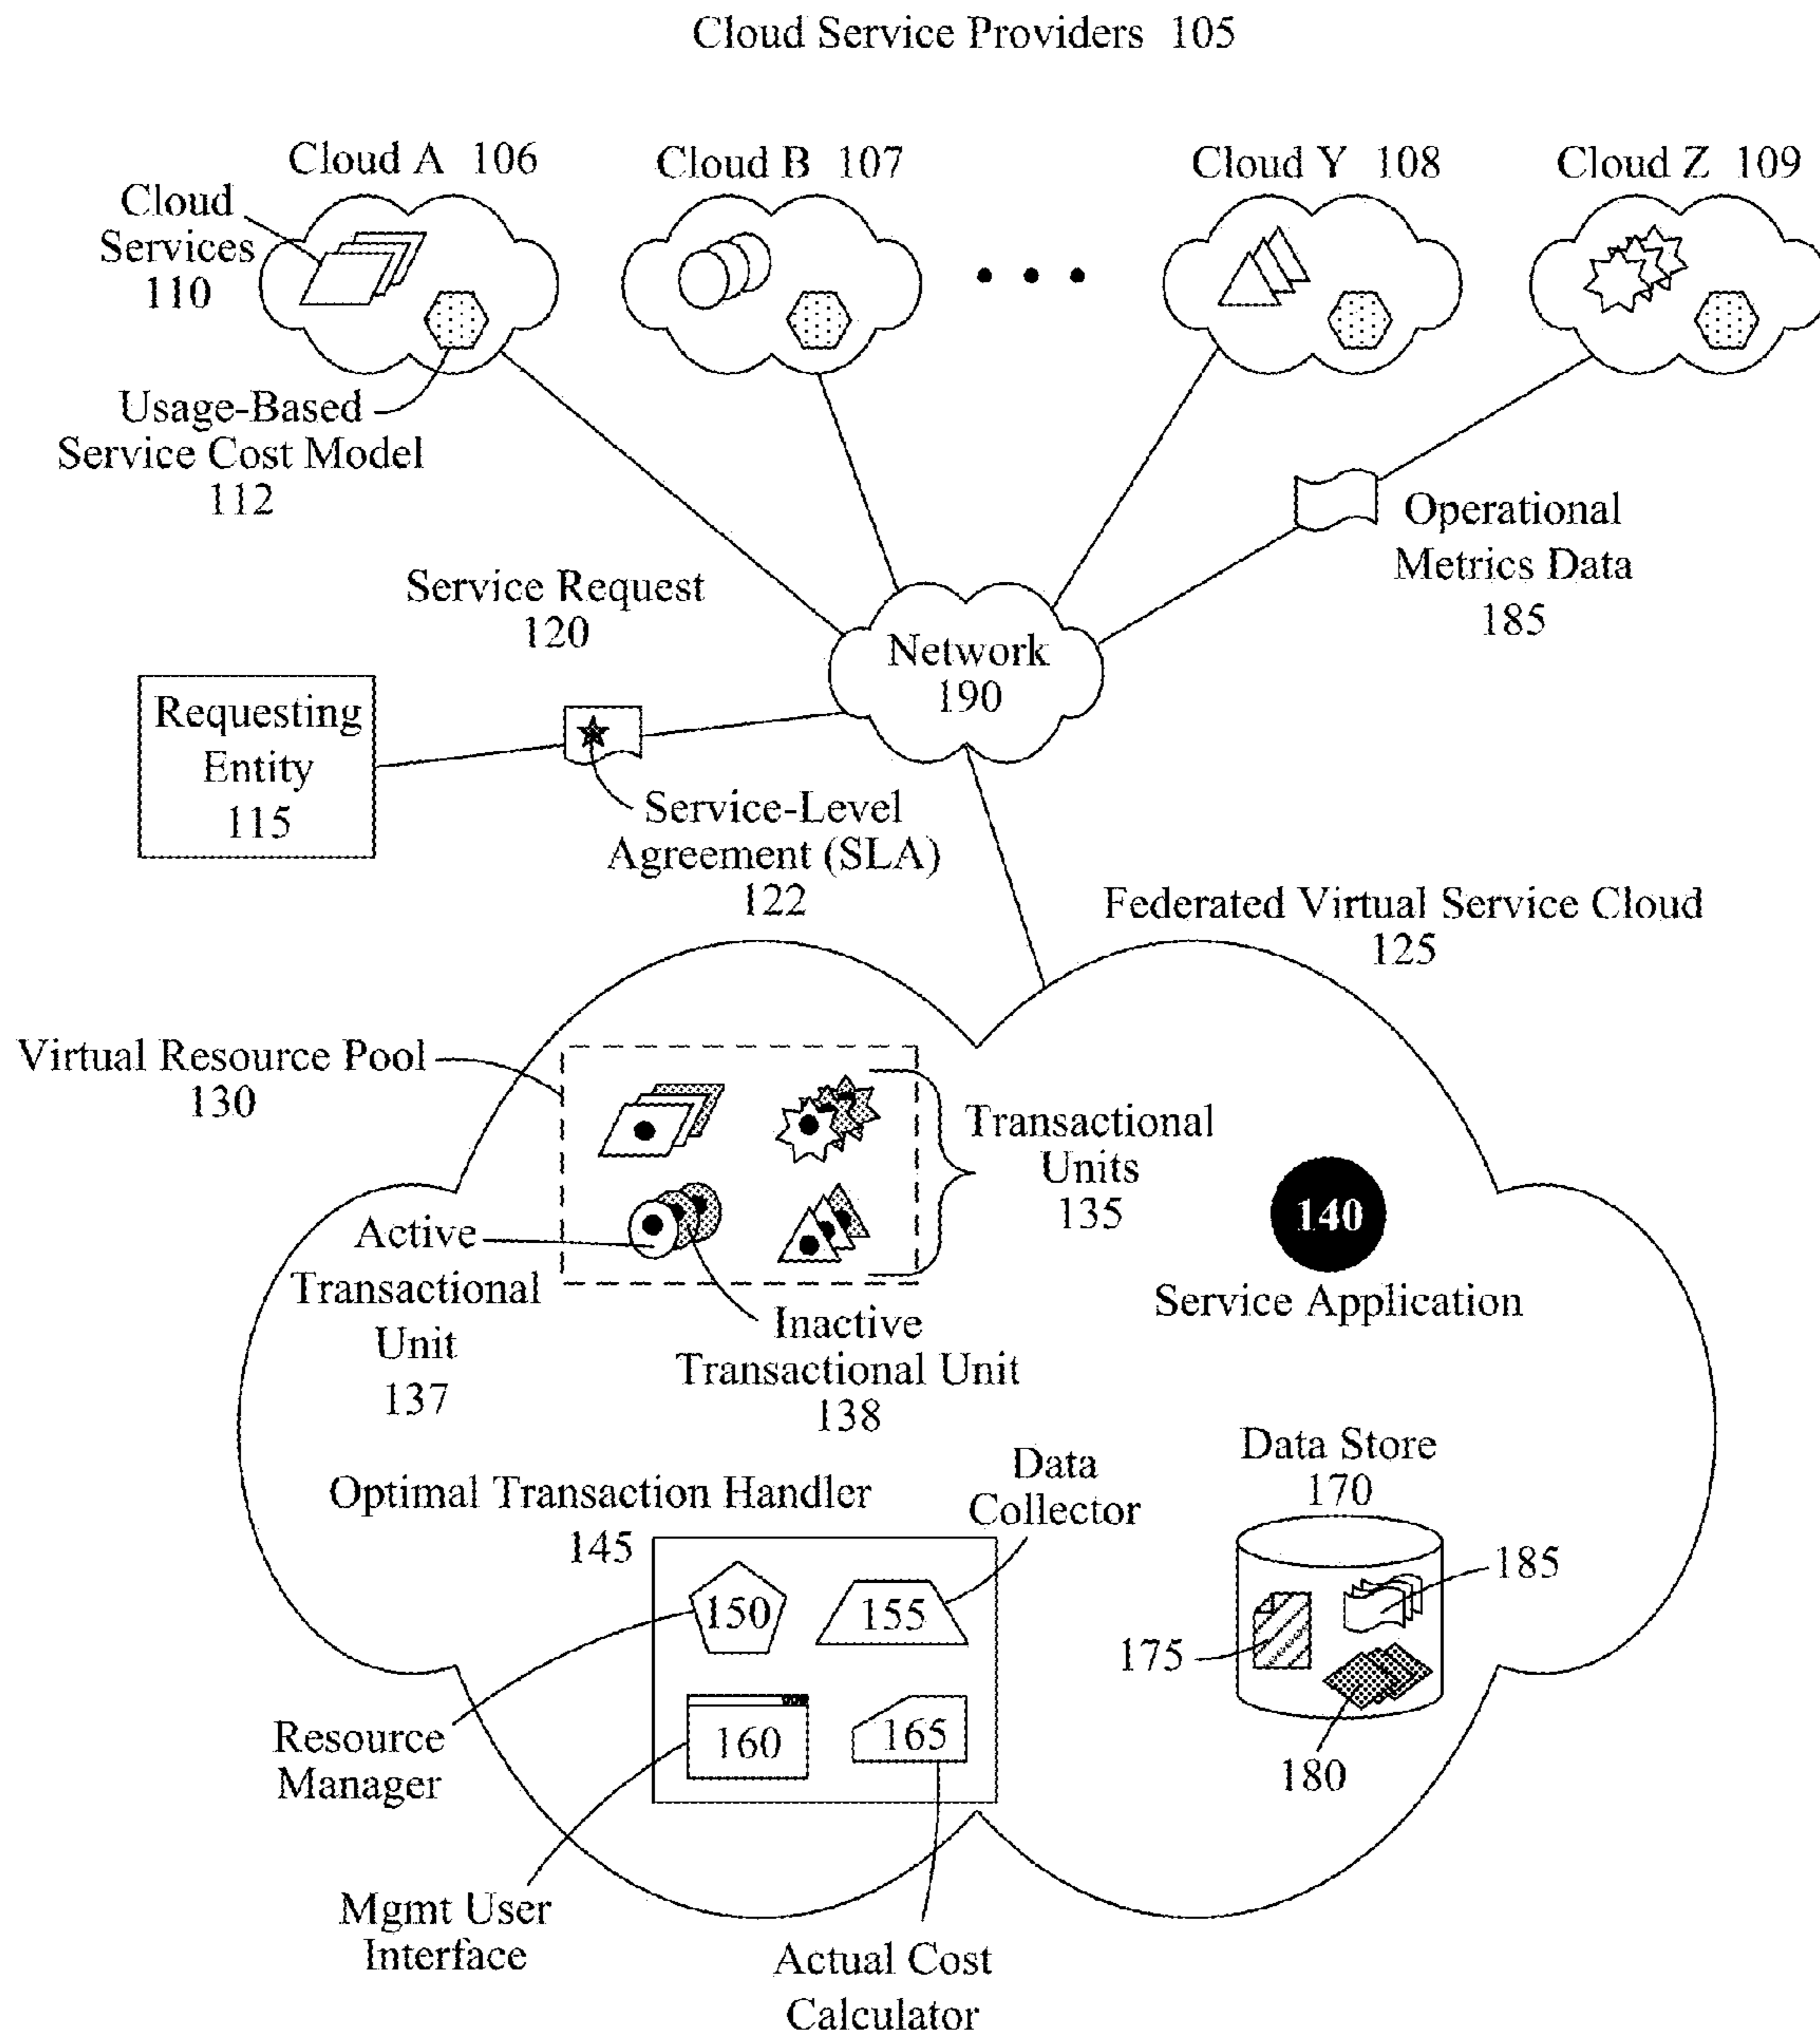 Cloud Service Providers 105
Cloud A 106
Cloud B 107
Cloud Y 108
Cloud Z 109
Cloud
Services
110
Usage-Based
Service Cost Model
112
Operational
Metrics Data
185
Service Request
120
Network
190
Requesting
Entity
115
Service-Level
Agreement (SLA)
122
Federated Virtual Service Cloud
125
Virtual Resource Pool
130
Transactional
Units
135
Active
Transactional
Unit
137
Inactive
Transactional Unit
138
140
Service Application
Optimal Transaction Handler
145
Data
Collector
Data Store
170
150
155
160
165
185
175
180
Resource
Manager
Mgmt User
Interface
Actual Cost
Calculator